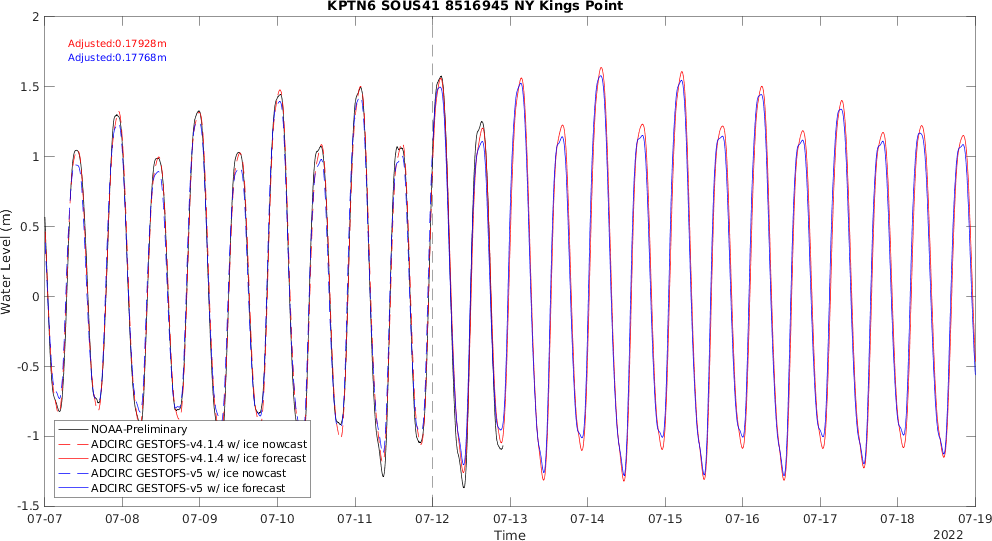 KPTN6 SOUS41 8516945 NY Kings Point
Adjusted:0.17928m
Adjusted:0.17768m
Water Level (m)
2
1.5
1
0.5
0
-0.5
-1
-1.5
NOAA-Preliminary
ADCIRC GESTOFS-v4.1.4 w/ ice nowcast
ADCIRC GESTOFS-v4.1.4 w/ ice forecast
ADCIRC GESTOFS-v5 w/ ice nowcast
ADCIRC GESTOFS-v5 w/ ice forecast
07-07 07-08 07-09 07-10 07-11 07-12 07-13 07-14 07-15 07-16 07-17 07-18 07-19
Time
2022